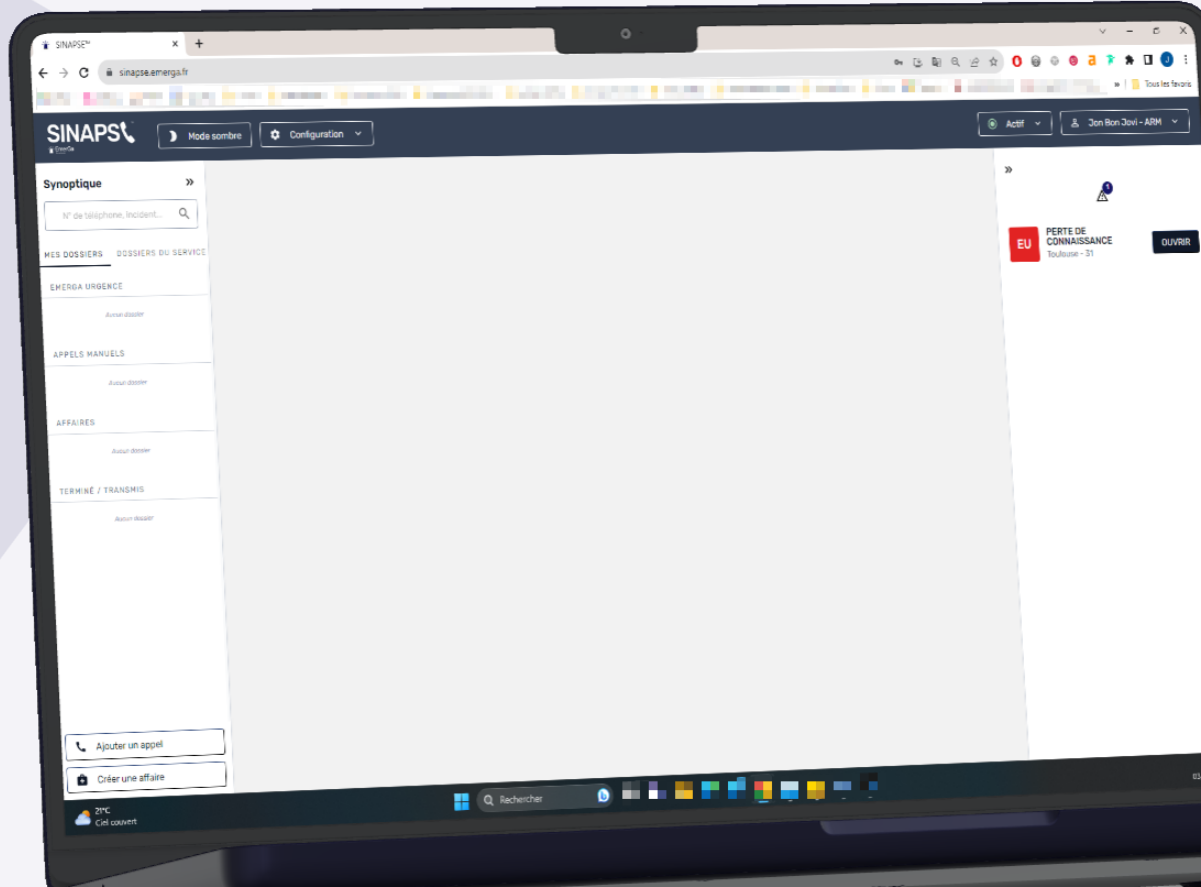 SINAPSE™
sinapse.emerga.fr
Tous les favoris
SINAPS
EmerGa
Mode sombre
Configuration
Actif
Jon Bon Jovi - ARM
Synoptique
N° de téléphone, Incident...
MES DOSSIERS
DOSSIERS DU SERVICE
EMERGA URGENCE
Aucun dossier
APPELS MANUELS
Aucun dossier
AFFAIRES
Aucun dossier
TERMINÉ / TRANSMIS
Aucun dossier
Ajouter un appel
Créer une affaire
1
EU
PERTE DE
CONNAISSANCE
Toulouse - 31
OUVRIR
21°C
Ciel couvert
Rechercher